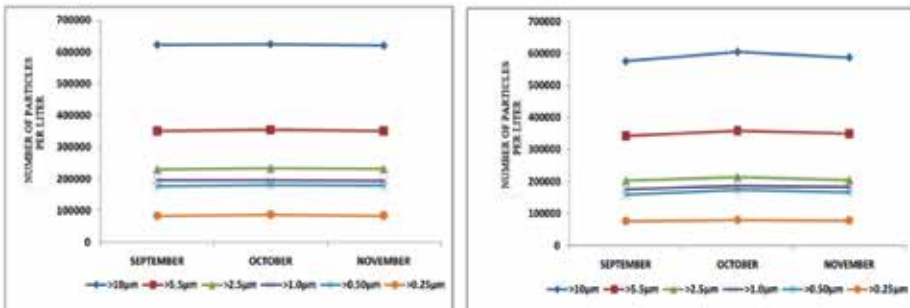 700000
600000
500000
400000
300000
200000
100000
0
NUMBER OF PARTICLES
PER LITER
SEPTEMBER OCTOBER NOVEMBER
>10µm >5.5µm >2.5µm >1.0µm >0.50µm >0.25µm
700000
600000
500000
400000
300000
200000
100000
0
NUMBER OF PARTICLES
PER LITER
SEPTEMBER OCTOBER NOVEMBER
>10µm >5.5µm >2.5µm >1.0µm >0.50µm >0.25µm